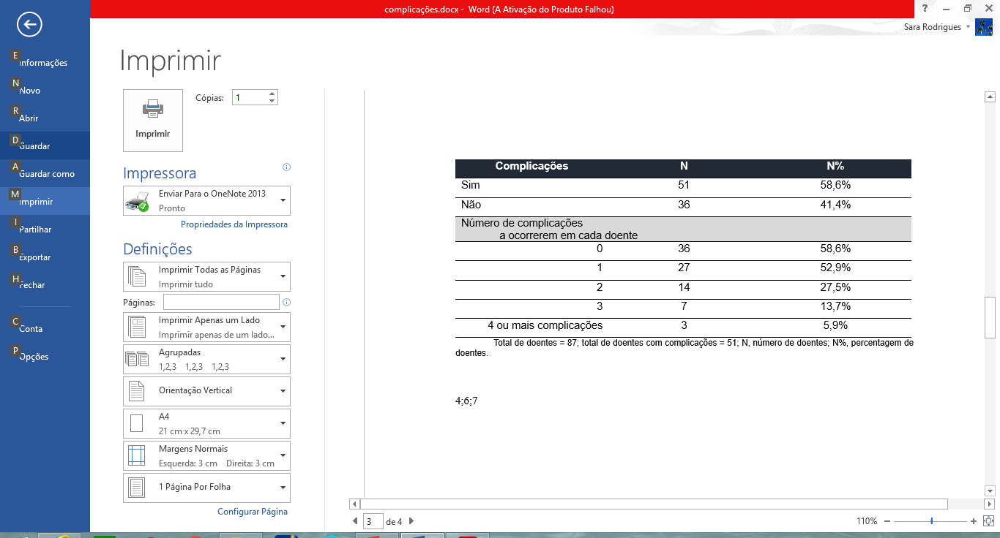 complicações.docx - Word (A Ativação do Produto Falhou)
?
Sara Rodrigues
E
Informações
N
Novo
R
Abrir
D
Guardar
A
Guardar como
M
Imprimir
I
Partilhar
B
Exportar
H
Fechar
C
Conta
P
Opções
Imprimir
Imprimir
Cópias: 1
Impressora
Enviar Para o OneNote 2013
Pronto
Propriedades da Impressora
Definições
Imprimir Todas as Páginas
Imprimir tudo
Páginas:
Imprimir Apenas um Lado
Imprimir apenas de um lado...
Agrupadas
1,2,3 1,2,3 1,2,3
Orientação Vertical
A4
21 cm x 29,7 cm
Margens Normais
Esquerda: 3 cm Direita: 3 cm
1 Página Por Folha
Configurar Página
Complicações N N%
Sim 51 58,6%
Não 36 41,4%
Número de complicações
a ocorrerem em cada doente
0 36 58,6%
1 27 52,9%
2 14 27,5%
3 7 13,7%
4 ou mais complicações 3 5,9%
Total de doentes = 87; total de doentes com complicações = 51; N, número de doentes; N%, percentagem de
doentes.
4;6;7
3 de 4
110%